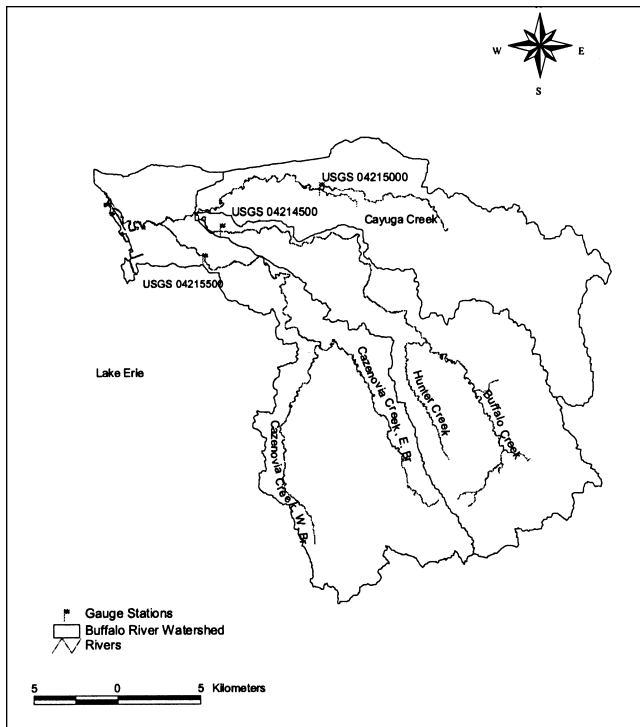 W E
S
USGS 04215000
USGS 04214500
Cayuga Creek
USGS 04215500
Lake Erie
Cazenovia Creek, E. Br
Hunter Creek
Buffalo Creek
Cazenovia Creek, W. Br
Gauge Stations
Buffalo River Watershed
Rivers
5 0 5 Kilometers